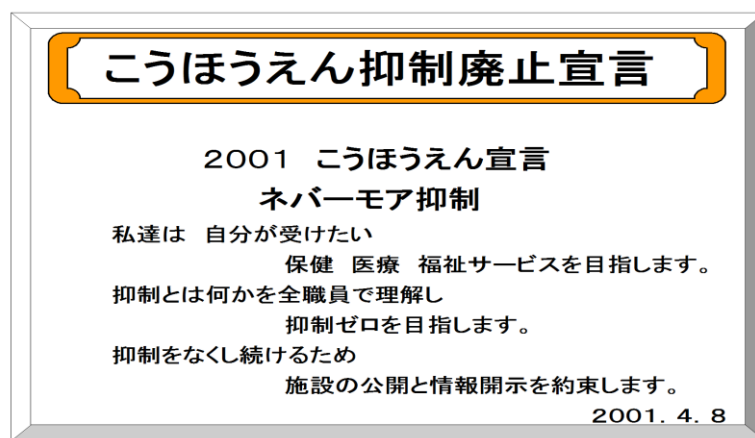 こうほうえん抑制廃止宣言
2001　こうほうえん宣言
ネバーモア抑制
私達は　自分が受けたい
保健　医療　福祉サービスを目指します。
抑制とは何かを全職員で理解し
抑制ゼロを目指します。
抑制をなくし続けるため
施設の公開と情報開示を約束します。
2001．4．8